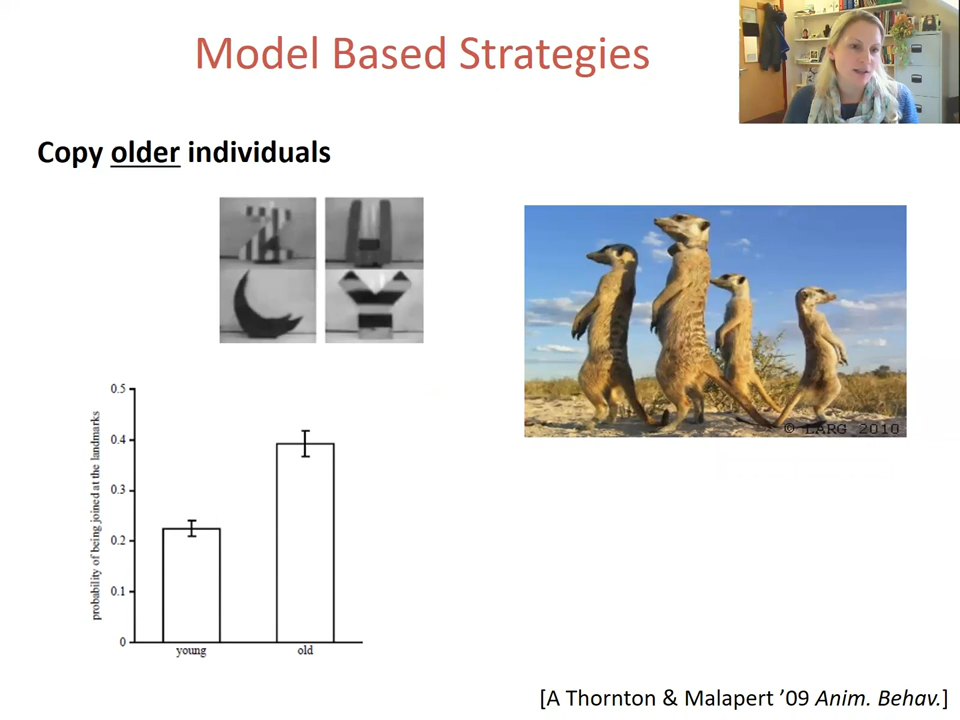 Model Based Strategies
Copy older individuals
© LARG 2010
0.5
0.4
0.3
0.2
0.1
0
probability of being joined at the landmarks
young
old
[A Thornton & Malapert ’09 Anim. Behav.]